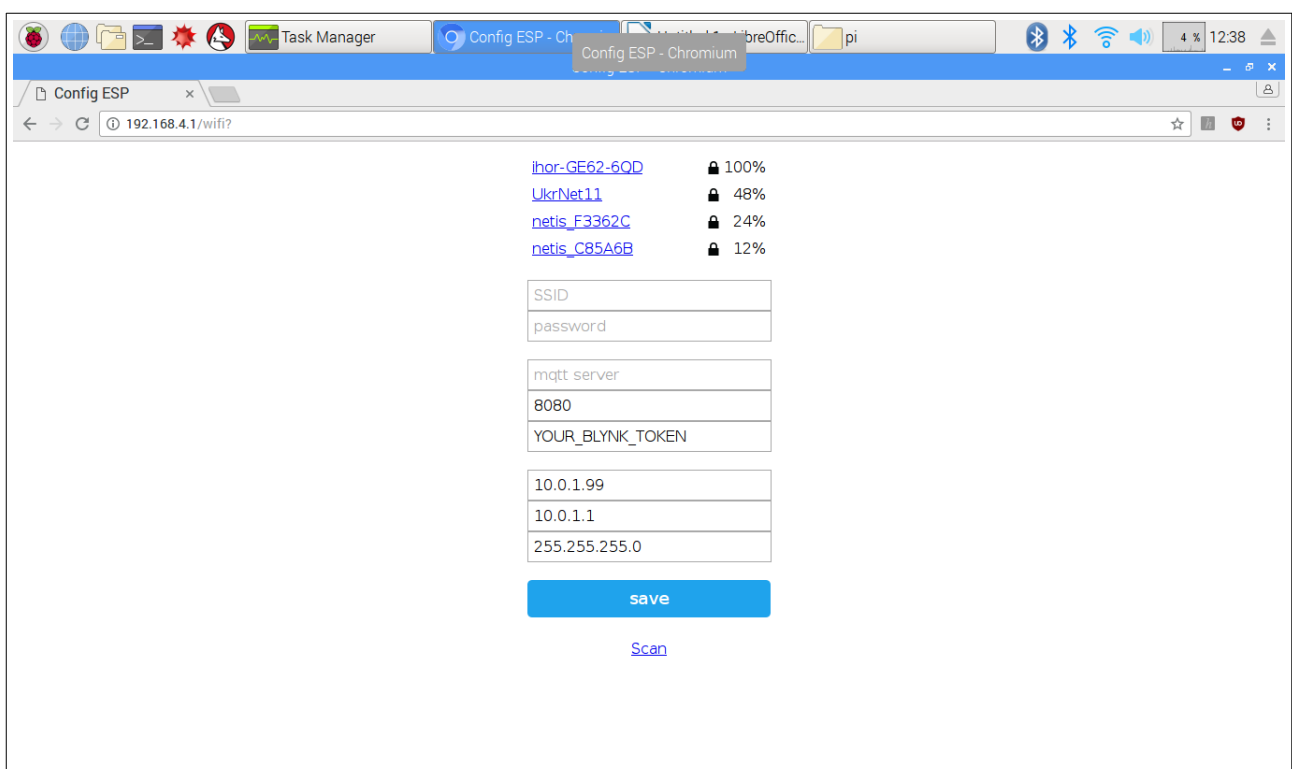 Task Manager
Config ESP - Ch
breOffic...
pi
4 %
12:38
Config ESP - Chromium
Config ESP
192.168.4.1/wifi?
ihor-GE62-6QD 100%
UkrNet11 48%
netis_F3362C 24%
netis_C85A6B 12%
SSID
password
mqtt server
8080
YOUR_BLYNK_TOKEN
10.0.1.99
10.0.1.1
255.255.255.0
save
Scan